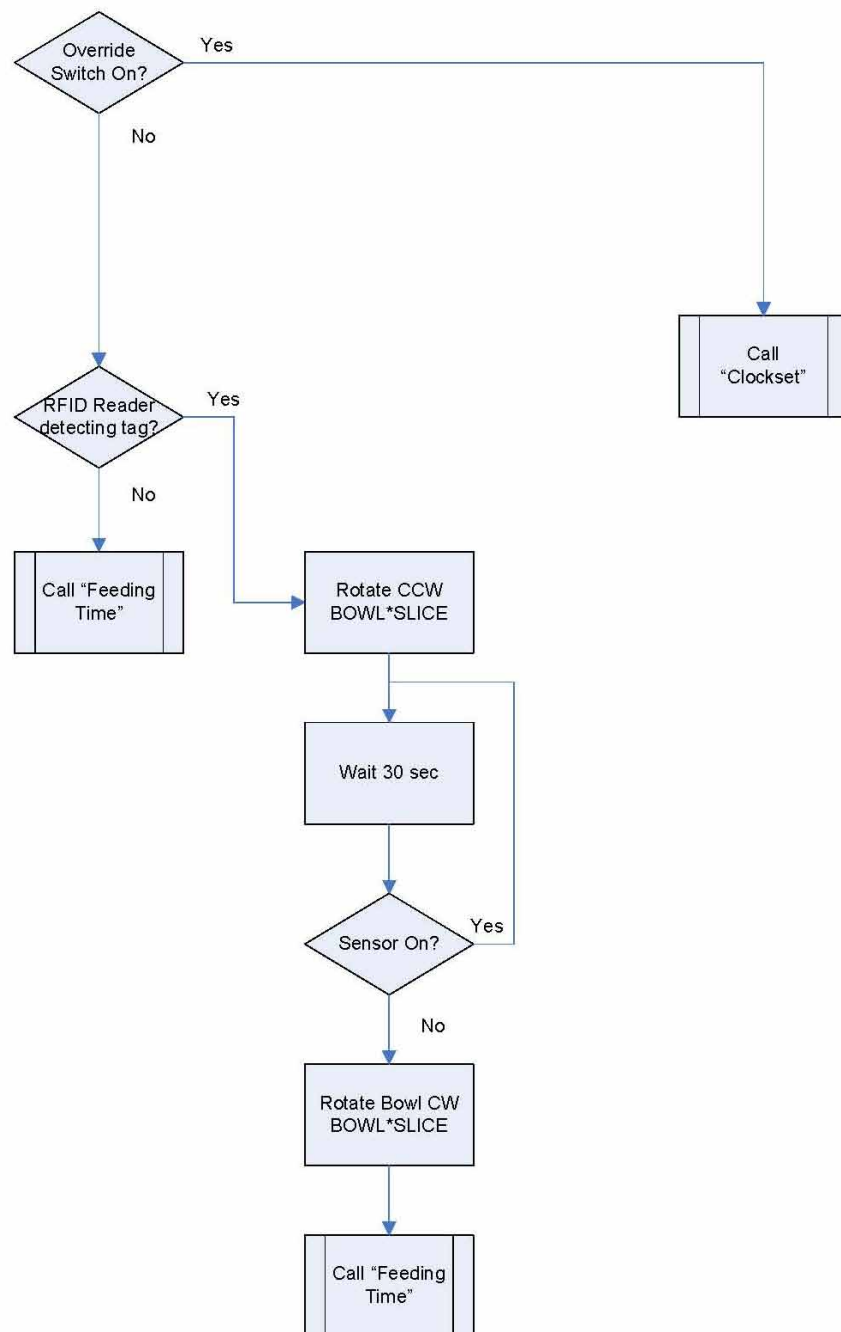 Override
Switch On?
Yes
No
Call
“Clockset”
RFID Reader
detecting tag?
Yes
No
Call “Feeding
Time”
Rotate CCW
BOWL*SLICE
Wait 30 sec
Sensor On?
Yes
No
Rotate Bowl CW
BOWL*SLICE
Call “Feeding
Time”